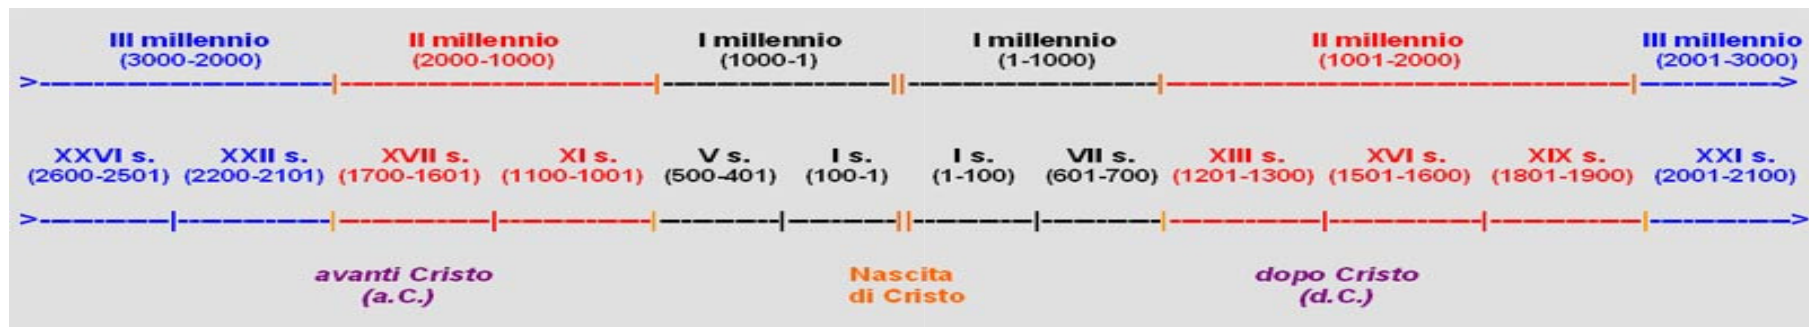 III millennio II millennio I millennio I millennio II millennio III millennio
(3000-2000) (2000-1000) (1000-1) (1-1000) (1001-2000) (2001-3000)
XXVI s. XXII s. XVII s. XI s. V s. I s. I s. VII s. XIII s. XVI s. XIX s. XXI s.
(2600-2501) (2200-2101) (1700-1601) (1100-1001) (500-401) (100-1) (1-100) (601-700) (1201-1300) (1501-1600) (1801-1900) (2001-2100)
avanti Cristo Nascita dopo Cristo
(a.C.) di Cristo (d.C.)